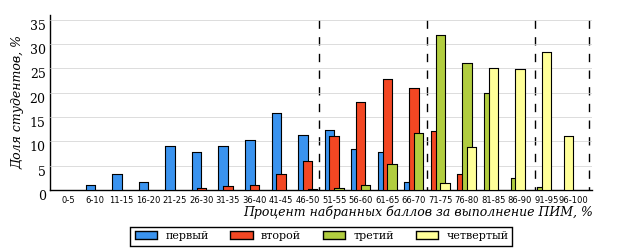 Доля студентов, %
35
30
25
20
15
10
5
0
0-5 6-10 11-15 16-20 21-25 26-30 31-35 36-40 41-45 46-50 51-55 56-60 61-65 66-70 71-75 76-80 81-85 86-90 91-95 96-100
Процент набранных баллов за выполнение ПИМ, %
первый второй третий четвертый